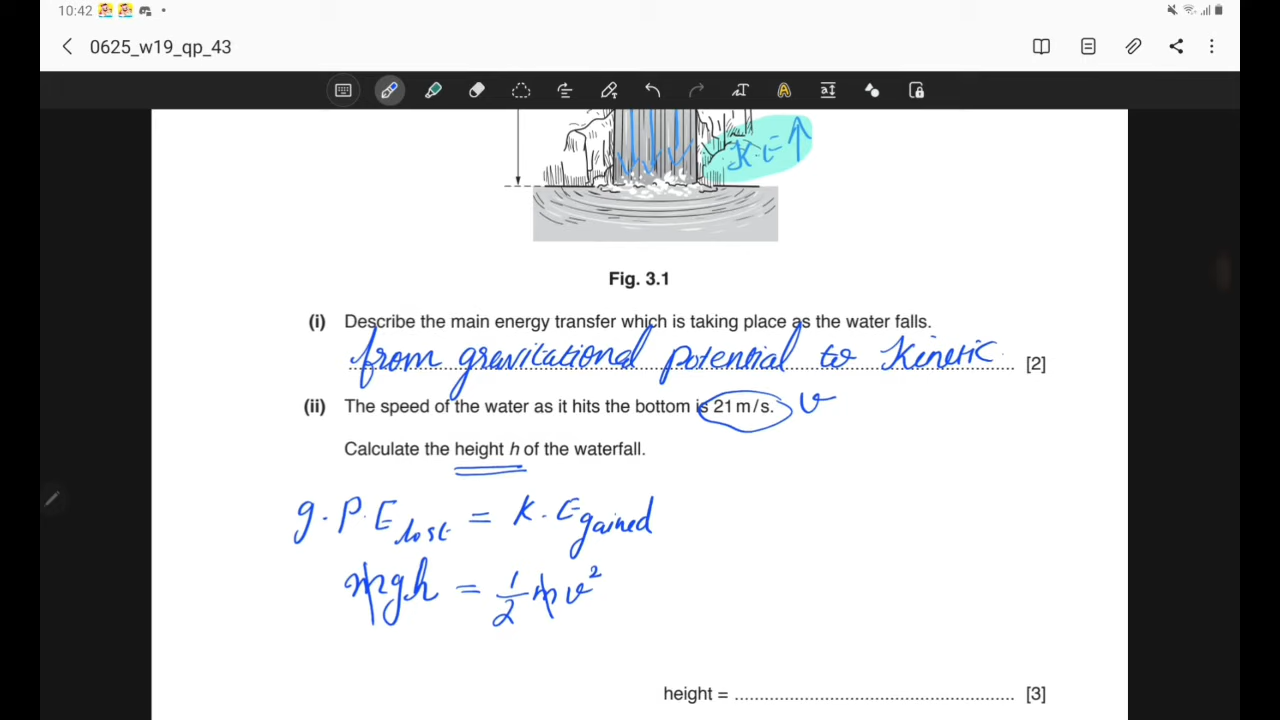 10:42
0625_w19_qp_43
K.E↑
Fig. 3.1
(i) Describe the main energy transfer which is taking place as the water falls.
from gravitational potential to Kinetic [2]
(ii) The speed of the water as it hits the bottom is 21 m/s. v
Calculate the height h of the waterfall.
g.P.E lost = K.E gained
mgh = 1/2 mv²
height = ........................................................ [3]